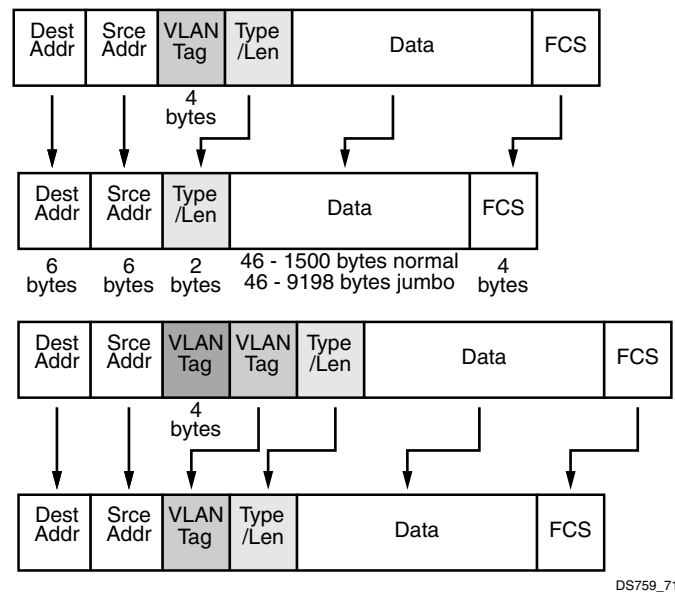 Dest Addr
Srce Addr
VLAN Tag
Type /Len
Data
FCS
4 bytes
Dest Addr
Srce Addr
Type /Len
Data
FCS
6 bytes
6 bytes
2 bytes
46 - 1500 bytes normal
46 - 9198 bytes jumbo
4 bytes
Dest Addr
Srce Addr
VLAN Tag
VLAN Tag
Type /Len
Data
FCS
4 bytes
Dest Addr
Srce Addr
VLAN Tag
Type /Len
Data
FCS
DS759_71